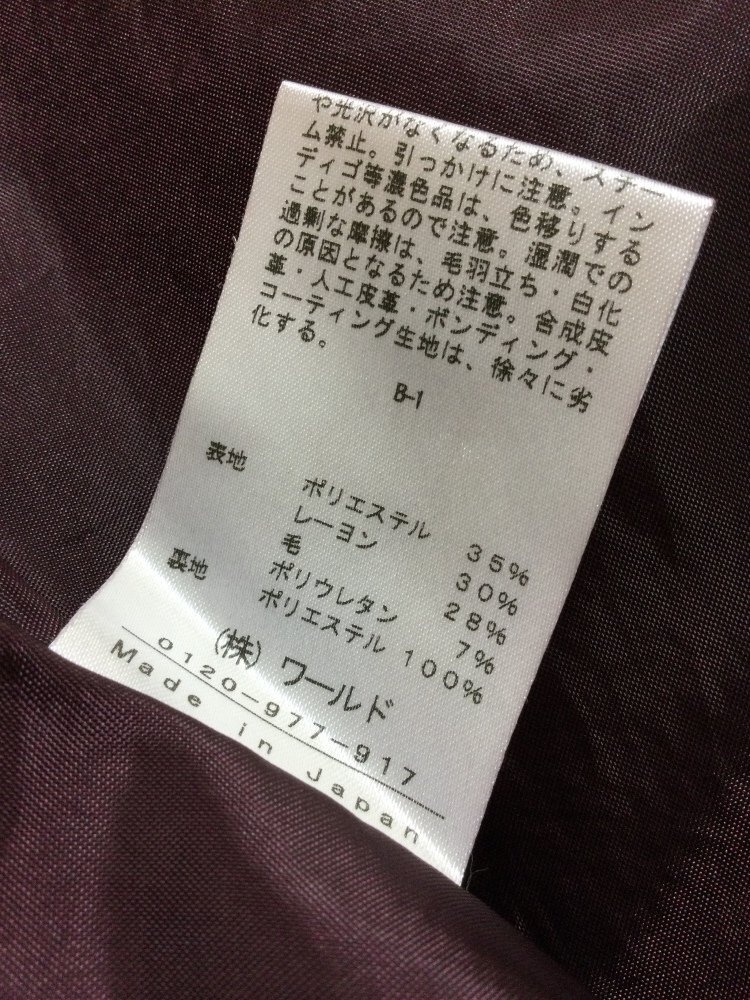 や光沢がなくなるため、スチー
ム禁止。引っかけに注意。イン
ディゴ等濃色品は、色移りする
ことがあるので注意。湿潤での
過剰な摩擦は、毛羽立ち・白化
の原因となるため注意。合成皮
革・人工皮革・ボンディング・
コーティング生地は、徐々に劣
化する。
B-1
表地 ポリエステル 35%
レーヨン 30%
毛 28%
ポリウレタン 7%
裏地 ポリエステル 100%
(株) ワールド
0120-977-917
Made in Japan